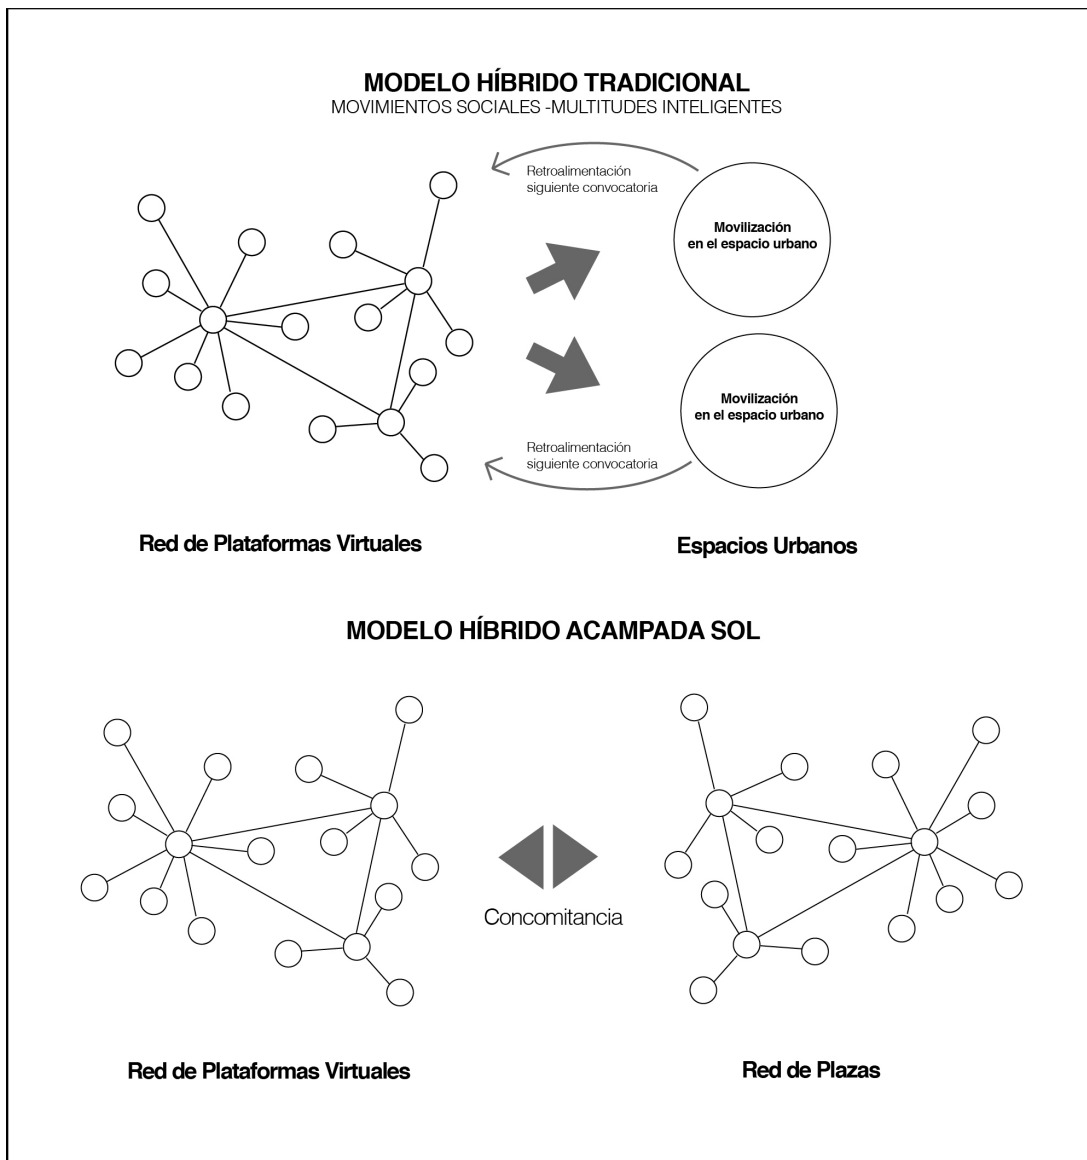 MODELO HÍBRIDO TRADICIONAL
MOVIMIENTOS SOCIALES -MULTITUDES INTELIGENTES
Retroalimentación
siguiente convocatoria
Movilización
en el espacio urbano
Movilización
en el espacio urbano
Retroalimentación
siguiente convocatoria
Red de Plataformas Virtuales
Espacios Urbanos
MODELO HÍBRIDO ACAMPADA SOL
Concomitancia
Red de Plataformas Virtuales
Red de Plazas